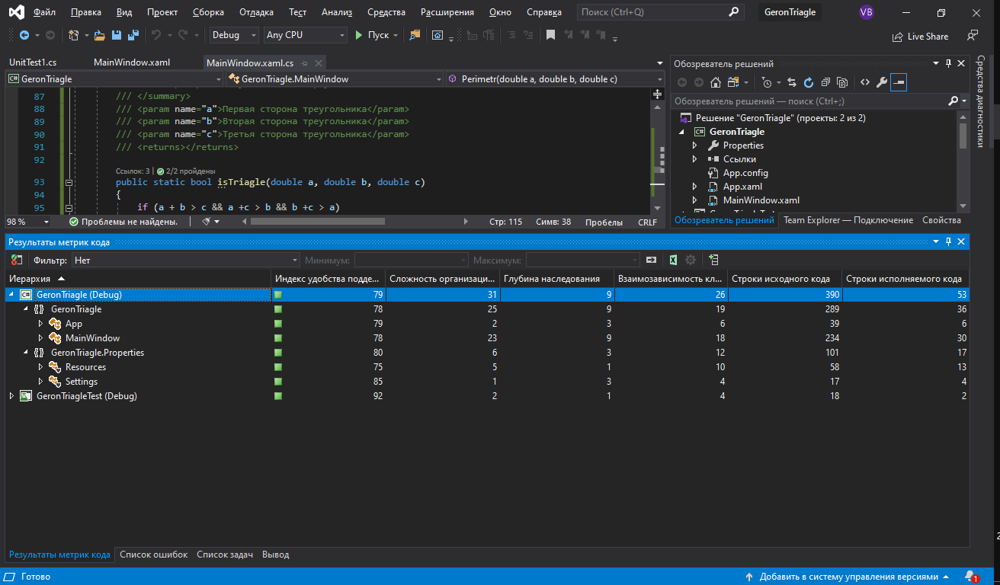 Файл Правка Вид Проект Сборка Отладка Тест Анализ Средства Расширения Окно Справка Поиск (Ctrl+Q) GeronTriagle VB
Debug Any CPU Пуск Live Share
UnitTest1.cs MainWindow.xaml MainWindow.xaml.cs
GeronTriagle GeronTriagle.MainWindow Perimetr(double a, double b, double c)
87 /// </summary>
88 /// <param name="a">Первая сторона треугольника</param>
89 /// <param name="b">Вторая сторона треугольника</param>
90 /// <param name="c">Третья сторона треугольника</param>
91 /// <returns></returns>
92
Ссылок: 3 | 2/2 пройдены
93 public static bool isTriagle(double a, double b, double c)
94 {
95 if (a + b > c && a +c > b && b +c > a)
98 % Проблемы не найдены. Стр: 115 Симв: 38 Пробелы CRLF
Обозреватель решений
Обозреватель решений — поиск (Ctrl+;)
Решение "GeronTriagle" (проекты: 2 из 2)
GeronTriagle
Properties
Ссылки
App.config
App.xaml
MainWindow.xaml
Обозреватель решений Team Explorer — Подключение Свойства
Средства диагностики
Результаты метрик кода
Фильтр: Нет Минимум: Максимум:
Иерархия Индекс удобства подде... Сложность организаци... Глубина наследования Взаимозависимость кл... Строки исходного кода Строки исполняемого кода
GeronTriagle (Debug) 79 31 9 26 390 53
GeronTriagle 78 25 9 19 289 36
App 79 2 3 6 39 6
MainWindow 78 23 9 18 234 30
GeronTriagle.Properties 80 6 3 12 101 17
Resources 75 5 1 10 58 13
Settings 85 1 3 4 17 4
GeronTriagleTest (Debug) 92 2 1 4 18 2
Результаты метрик кода Список ошибок Список задач Вывод
Готово Добавить в систему управления версиями 1